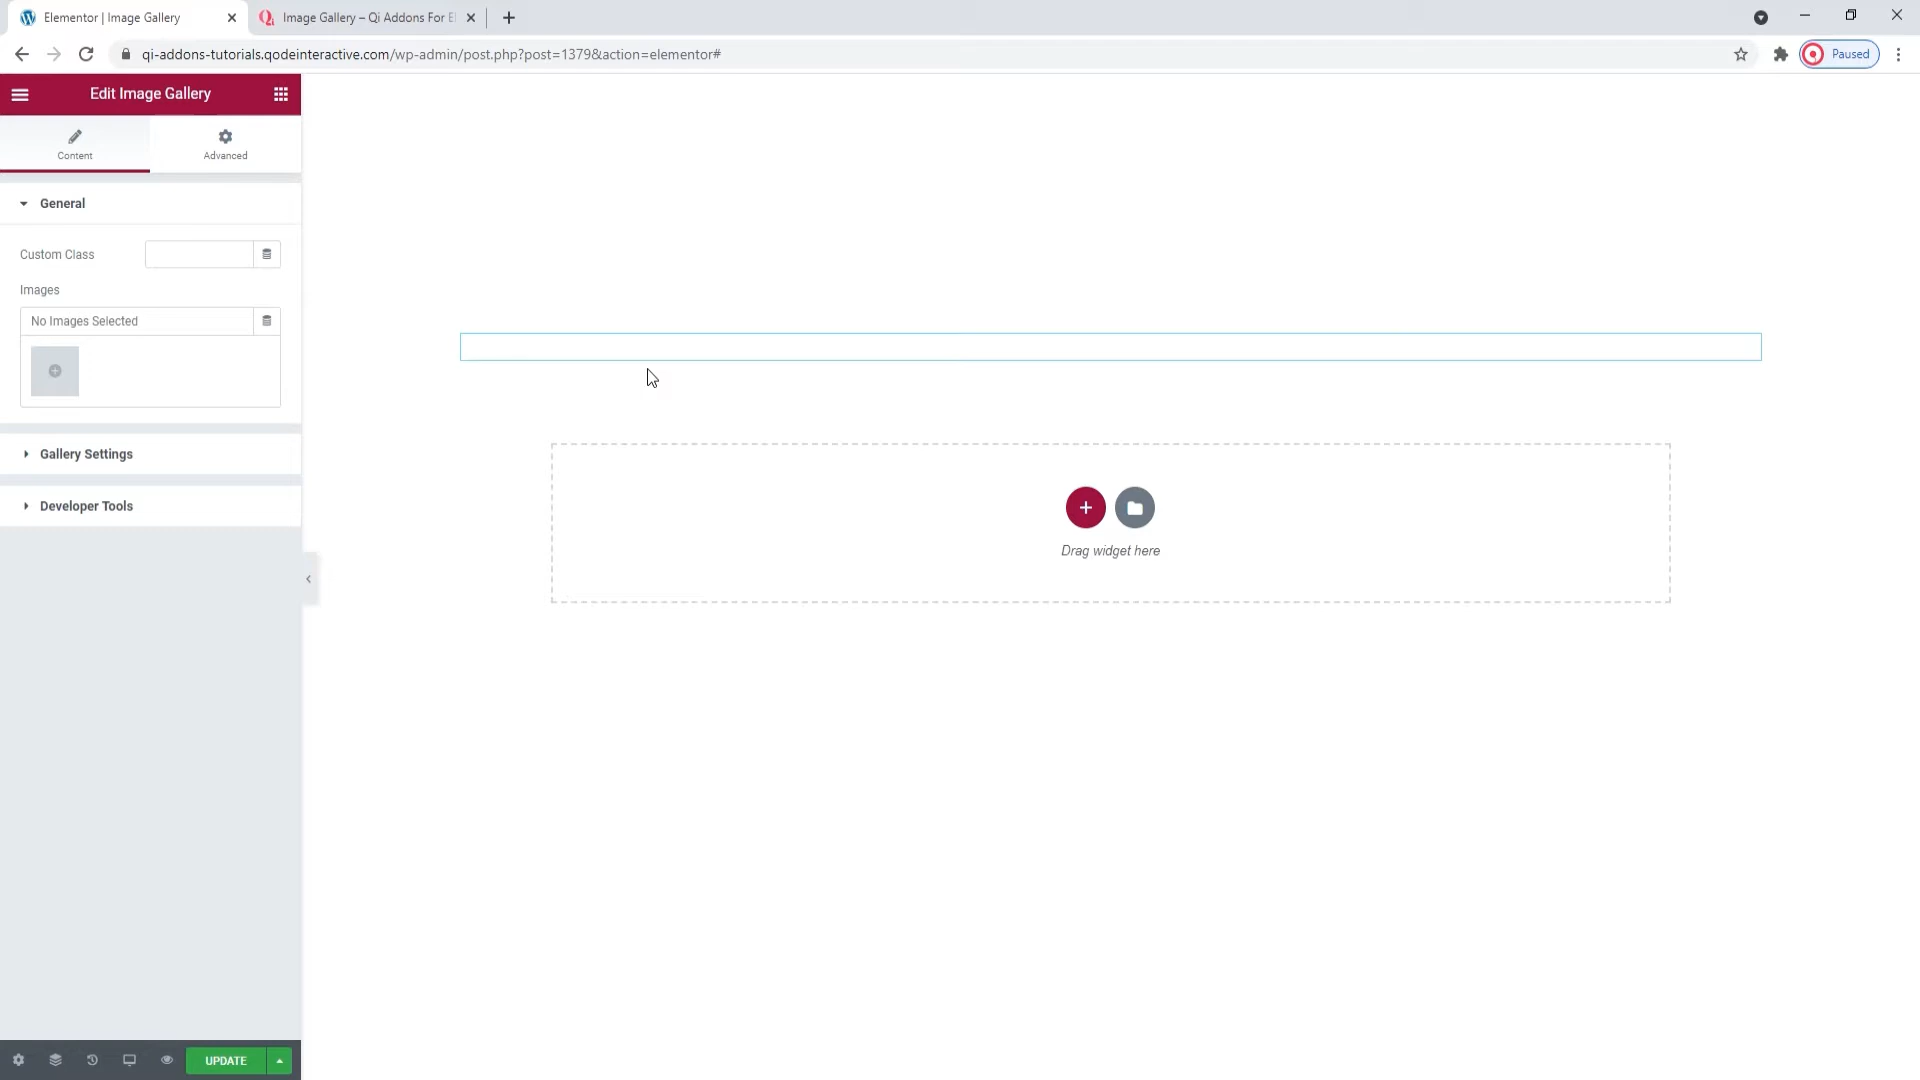 Elementor | Image Gallery
Image Gallery – Qi Addons For El
qi-addons-tutorials.qodeinteractive.com/wp-admin/post.php?post=1379&action=elementor#
Paused
Edit Image Gallery
Content
Advanced
General
Custom Class
Images
No Images Selected
Gallery Settings
Developer Tools
Drag widget here
UPDATE